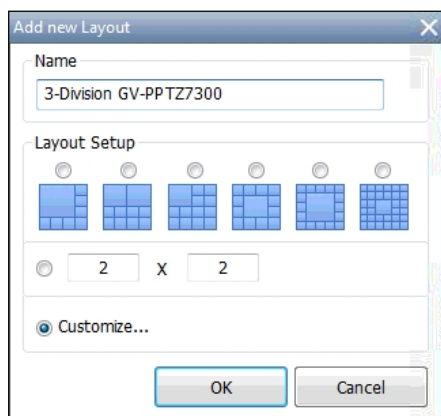 Add new Layout
Name
3-Division GV-PPTZ7300
Layout Setup
2 X 2
Customize...
OK Cancel